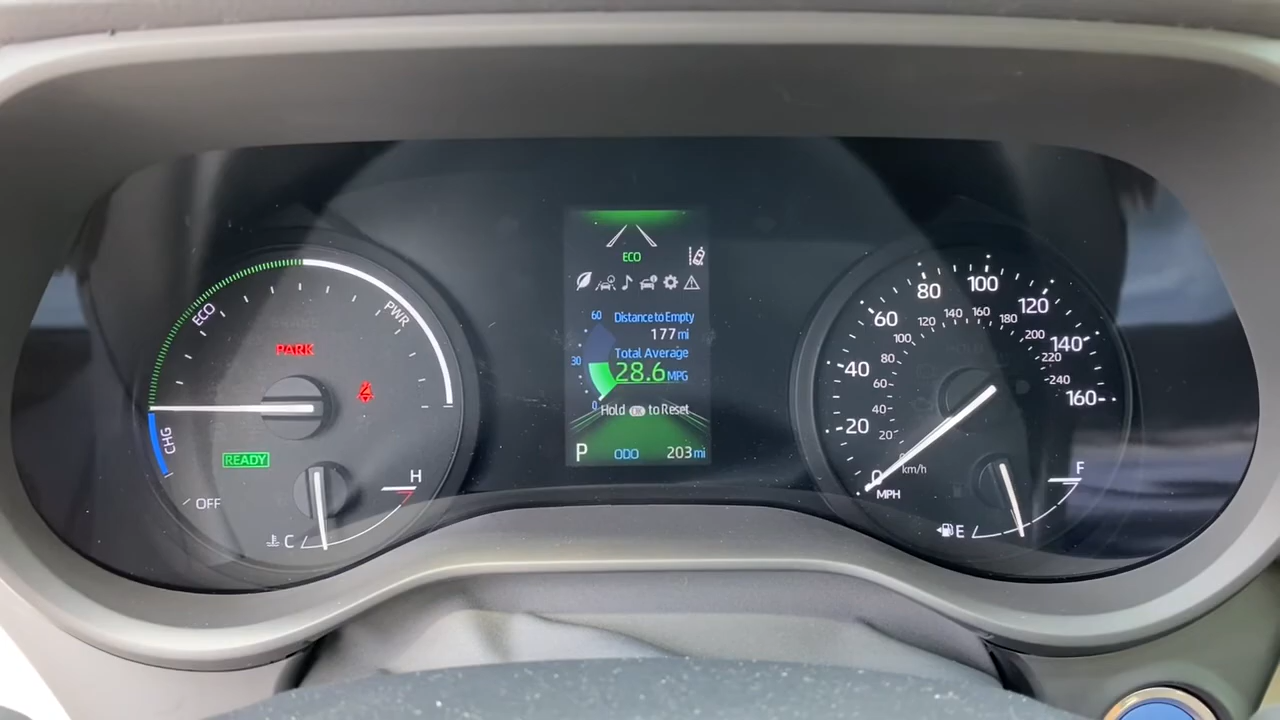 ECO
PWR
PARK
CHG
READY
OFF
H
C
ECO
60
Distance to Empty
177 mi
Total Average
30
28.6 MPG
0
Hold OK to Reset
P ODO 203 mi
0
20
40
60
80
100
120
140
160
20
40
60
80
100
120
140
160
180
200
220
240
km/h
MPH
F
E